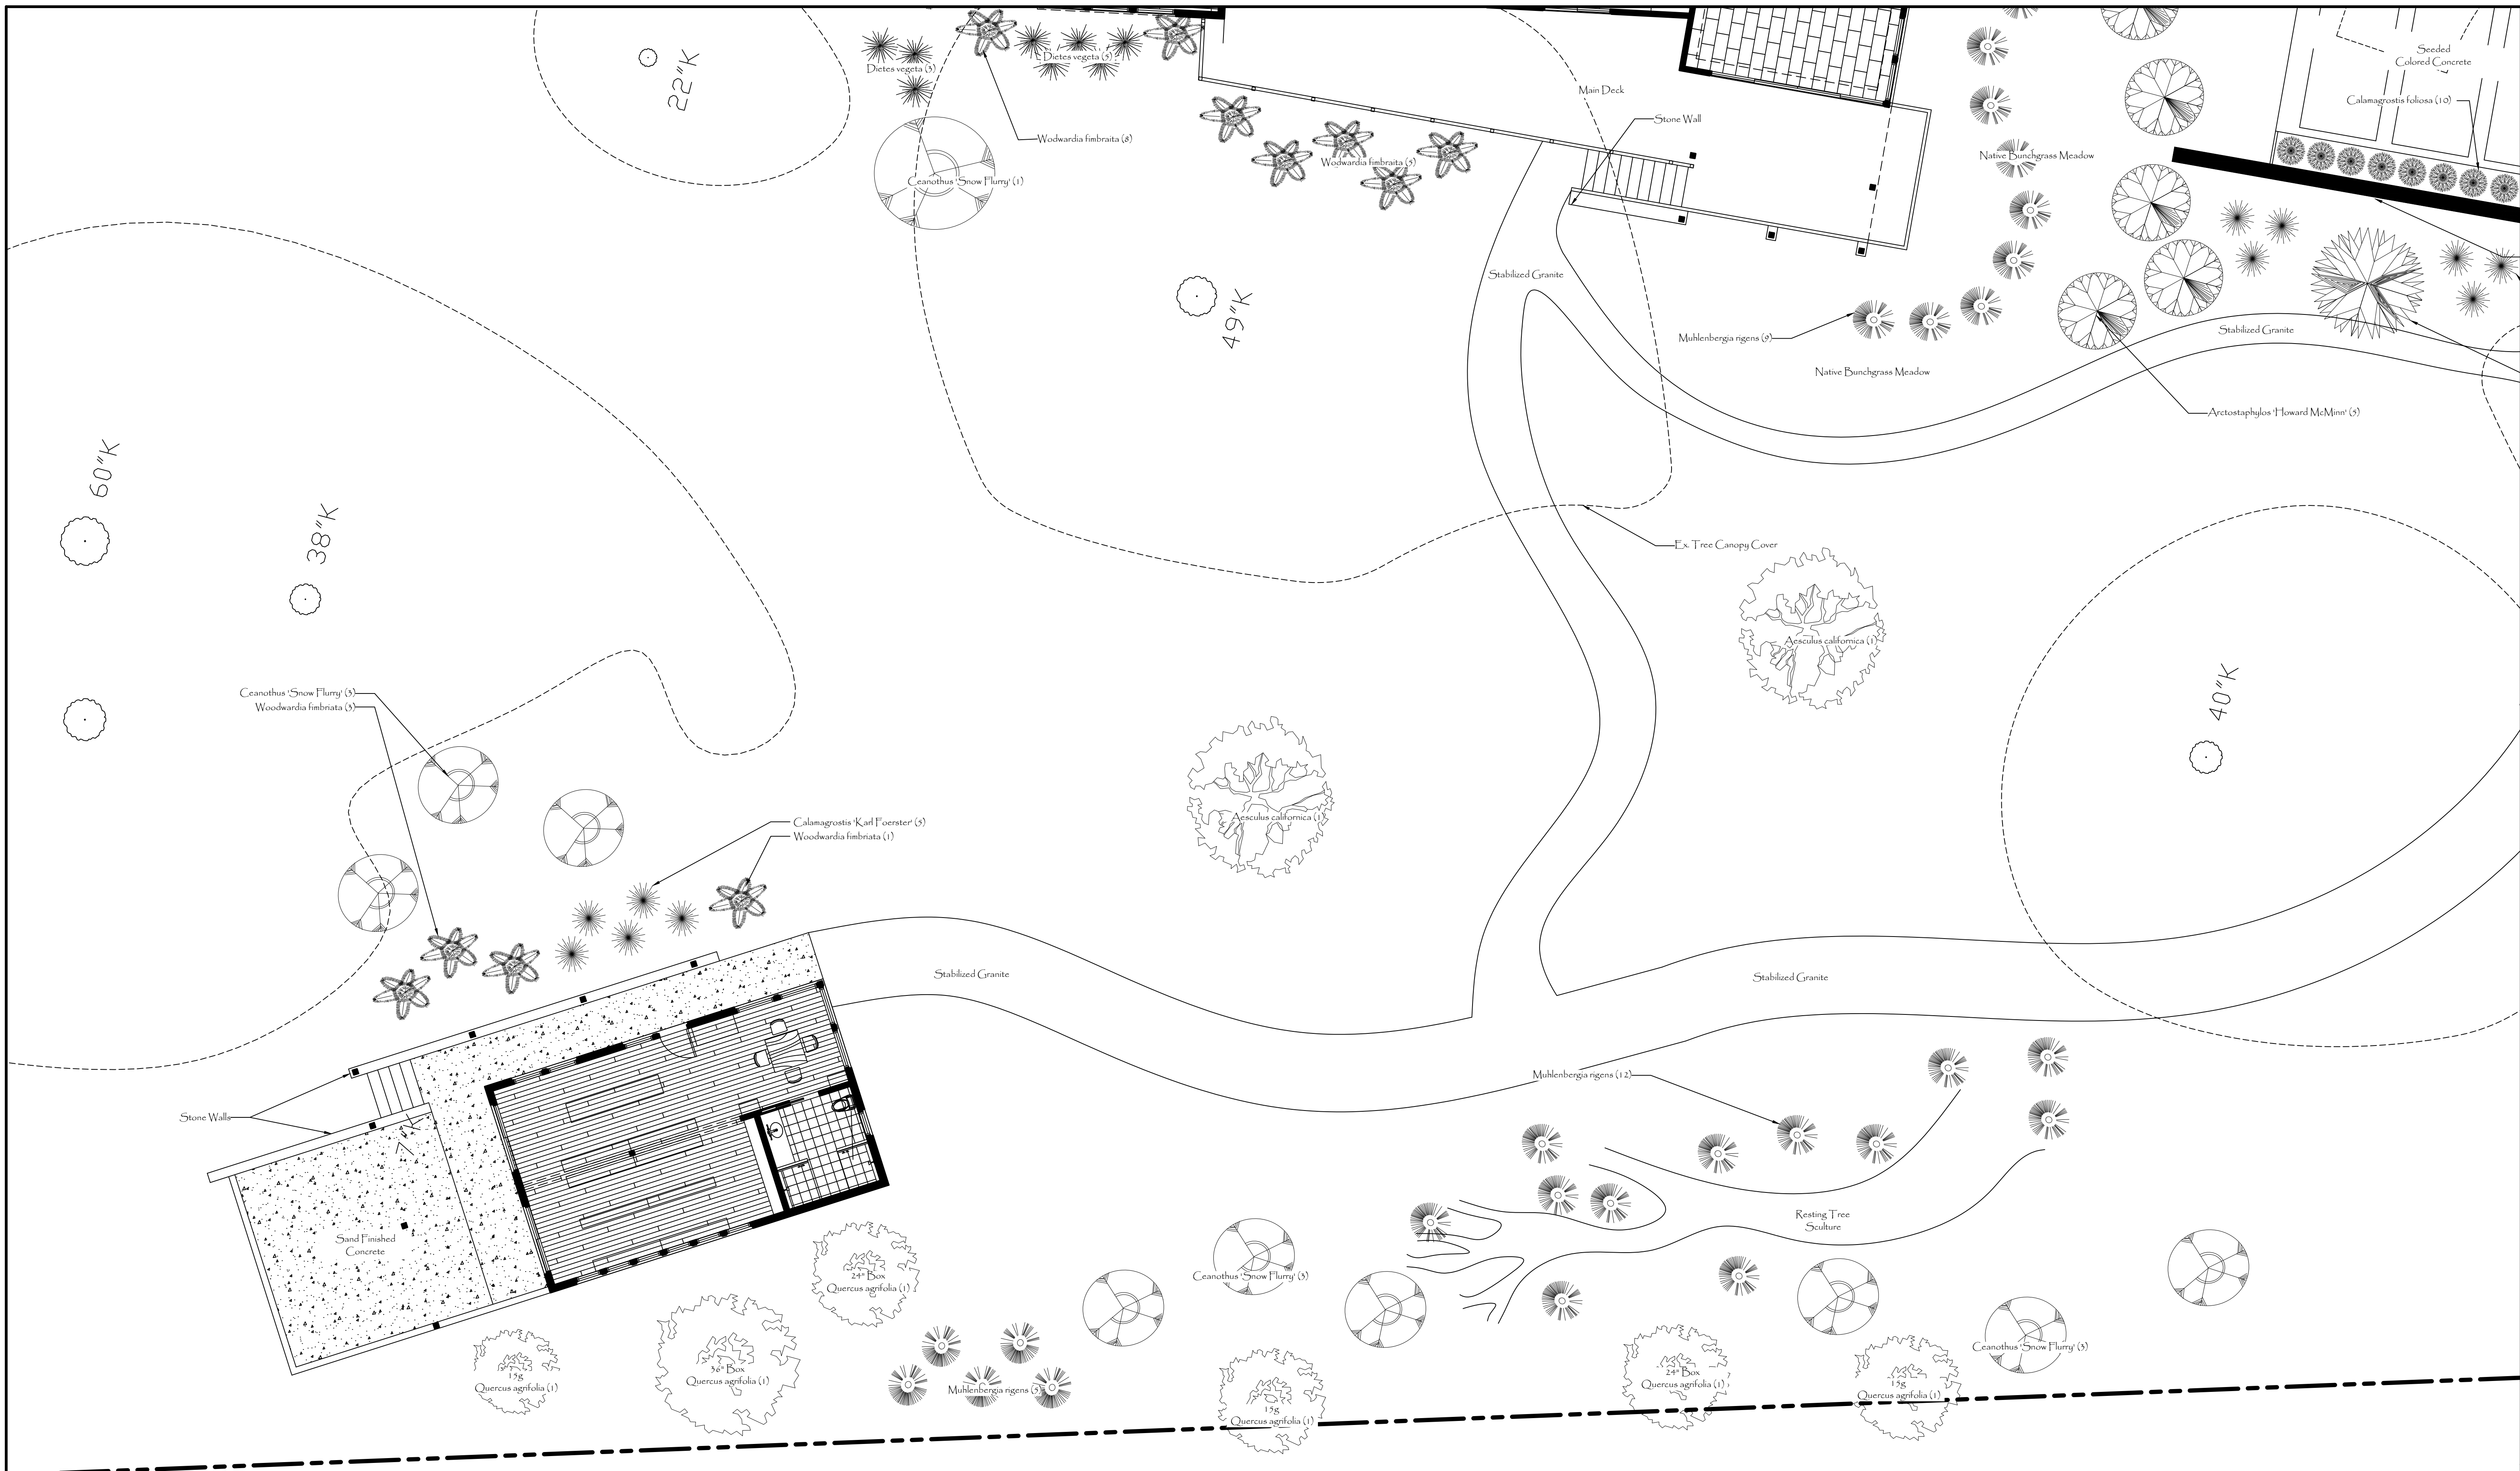 22"K
Dietes vegeta (3)
Dietes vegeta (5)
Main Deck
Seeded
Colored Concrete
Calamagrostis foliosa (10)
Wodwardia fimbraita (8)
Stone Wall
Native Bunchgrass Meadow
Wodwardia fimbraita (5)
Ceanothus 'Snow Flurry' (1)
Stabilized Granite
49"K
Stabilized Granite
Muhlenbergia rigens (9)
Native Bunchgrass Meadow
Arctostaphylos 'Howard McMinn' (5)
60"K
38"K
Ex. Tree Canopy Cover
Aesculus californica (1)
40"K
Ceanothus 'Snow Flurry' (3)
Woodwardia fimbriata (3)
Aesculus californica (1)
Calamagrostis 'Karl Foerster' (5)
Woodwardia fimbriata (1)
Stabilized Granite
Stabilized Granite
Muhlenbergia rigens (12)
Stone Walls
Resting Tree
Sculture
Sand Finished
Concrete
24" Box
Quercus agrifolia (1)
Ceanothus 'Snow Flurry' (3)
Ceanothus 'Snow Flurry' (3)
36" Box
Quercus agrifolia (1)
15g
Quercus agrifolia (1)
Muhlenbergia rigens (5)
24" Box
Quercus agrifolia (1)
15g
Quercus agrifolia (1)
15g
Quercus agrifolia (1)